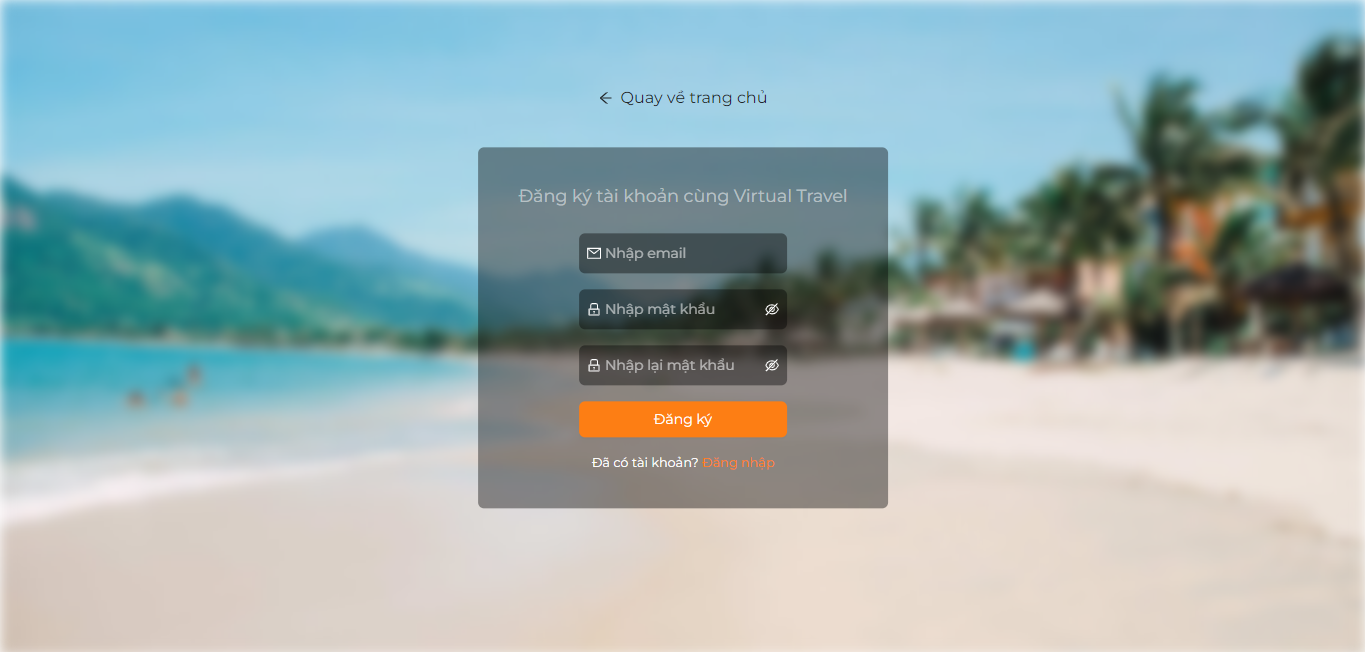 Quay về trang chủ
Đăng ký tài khoản cùng Virtual Travel
Nhập email
Nhập mật khẩu
Nhập lại mật khẩu
Đăng ký
Đã có tài khoản? Đăng nhập